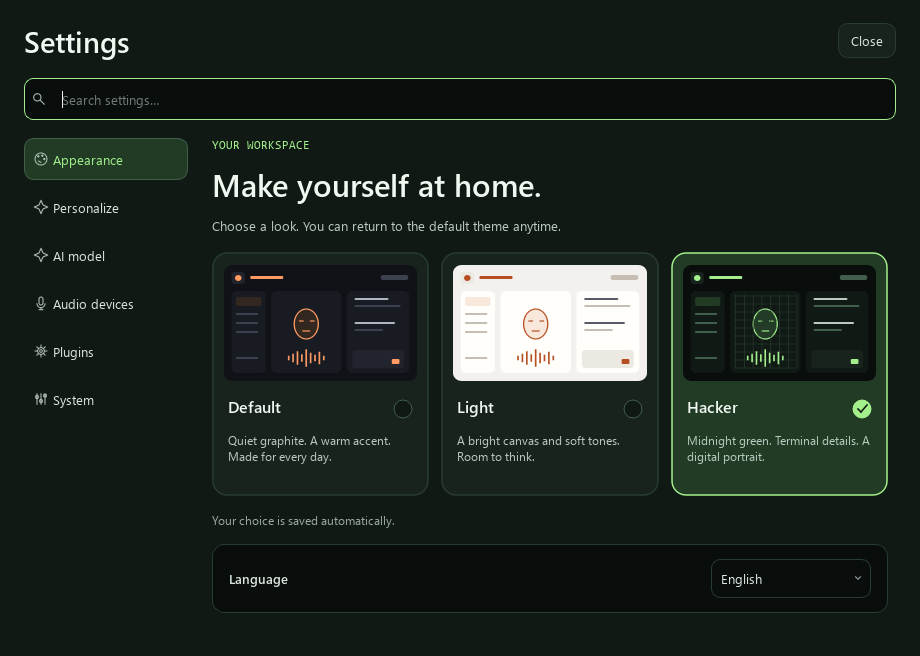 Settings
Close
Search settings...
Appearance
Personalize
AI model
Audio devices
Plugins
System
YOUR WORKSPACE
Make yourself at home.
Choose a look. You can return to the default theme anytime.
Default
Quiet graphite. A warm accent.
Made for every day.
Light
A bright canvas and soft tones.
Room to think.
Hacker
Midnight green. Terminal details. A
digital portrait.
Your choice is saved automatically.
Language
English